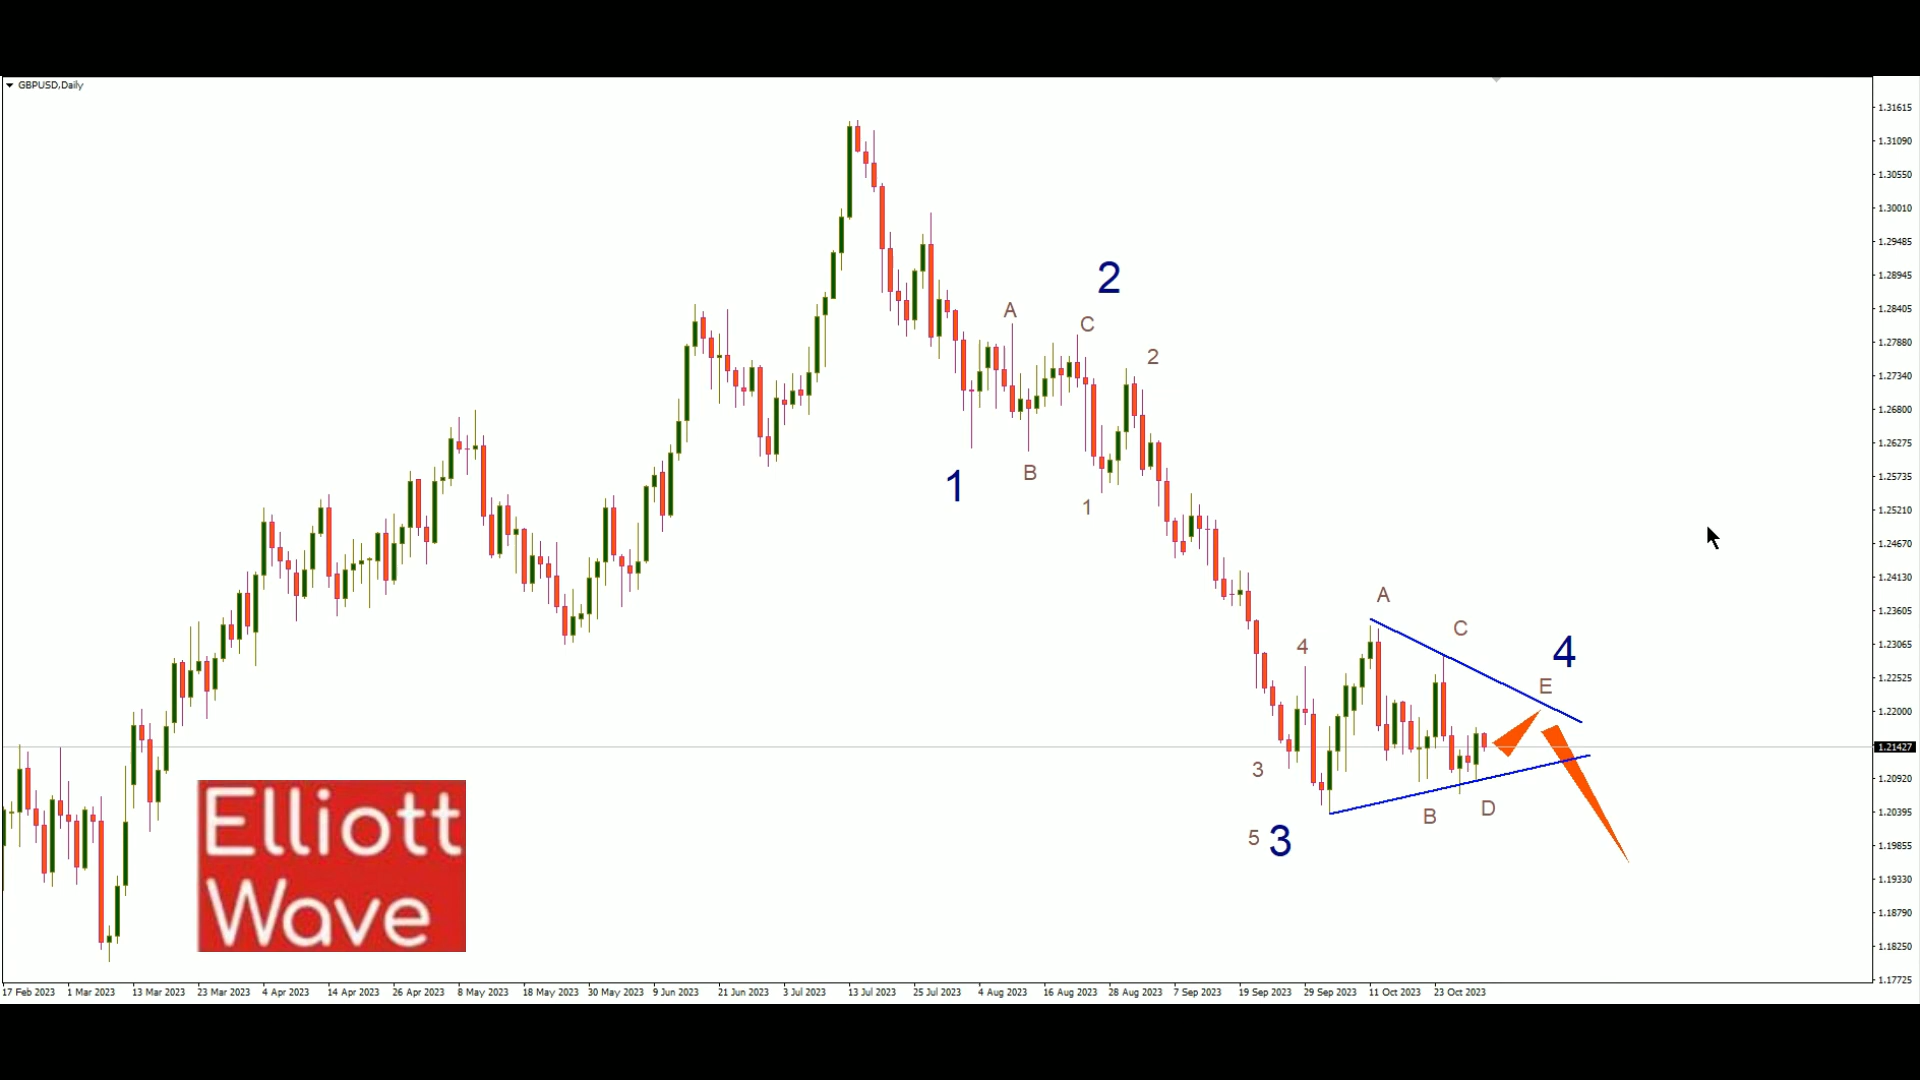 GBPUSD,Daily
1.31615
1.31090
1.30550
1.30010
1.29485
1.28945
1.28405
1.27880
1.27340
1.26800
1.26275
1.25735
1.25210
1.24670
1.24130
1.23605
1.23065
1.22525
1.22000
1.21427
1.20920
1.20395
1.19855
1.19330
1.18790
1.18250
1.17725
2
A
C
2
1
B
1
A
C
4
4
E
3
B
D
5 3
Elliott
Wave
17 Feb 2023 1 Mar 2023 13 Mar 2023 23 Mar 2023 4 Apr 2023 14 Apr 2023 26 Apr 2023 8 May 2023 18 May 2023 30 May 2023 9 Jun 2023 21 Jun 2023 3 Jul 2023 13 Jul 2023 25 Jul 2023 4 Aug 2023 16 Aug 2023 28 Aug 2023 7 Sep 2023 19 Sep 2023 29 Sep 2023 11 Oct 2023 23 Oct 2023